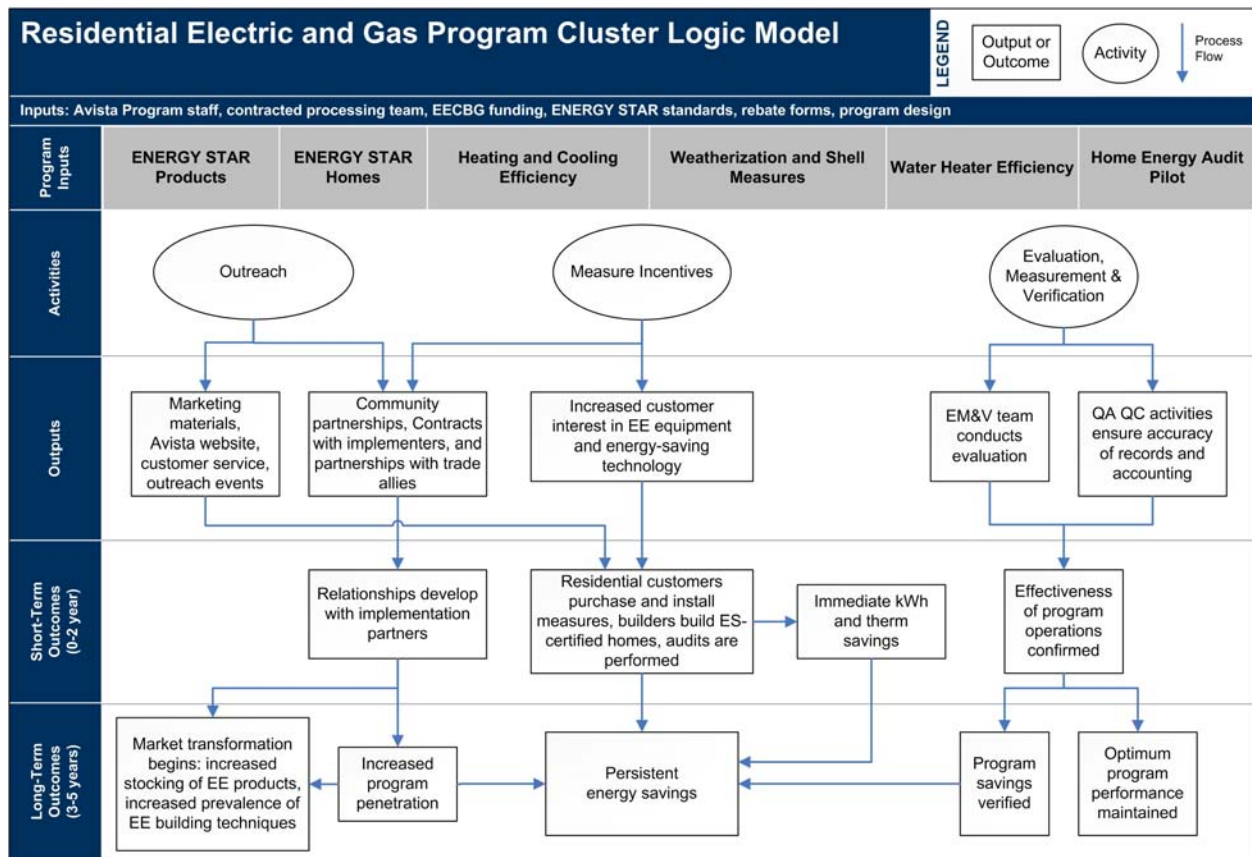 Residential Electric and Gas Program Cluster Logic Model
LEGEND
Output or
Outcome
Activity
Process
Flow
Inputs: Avista Program staff, contracted processing team, EECBG funding, ENERGY STAR standards, rebate forms, program design
Program
Inputs
ENERGY STAR
Products
ENERGY STAR
Homes
Heating and Cooling
Efficiency
Weatherization and Shell
Measures
Water Heater Efficiency
Home Energy Audit
Pilot
Activities
Outreach
Measure Incentives
Evaluation,
Measurement &
Verification
Outputs
Marketing
materials,
Avista website,
customer service,
outreach events
Community
partnerships, Contracts
with implementers, and
partnerships with trade
allies
Increased customer
interest in EE equipment
and energy-saving
technology
EM&V team
conducts
evaluation
QA QC activities
ensure accuracy
of records and
accounting
Short-Term
Outcomes
(0-2 year)
Relationships develop
with implementation
partners
Residential customers
purchase and install
measures, builders build ES-
certified homes, audits are
performed
Immediate kWh
and therm
savings
Effectiveness
of program
operations
confirmed
Long-Term
Outcomes
(3-5 years)
Market transformation
begins: increased
stocking of EE products,
increased prevalence of
EE building techniques
Increased
program
penetration
Persistent
energy savings
Program
savings
verified
Optimum
program
performance
maintained